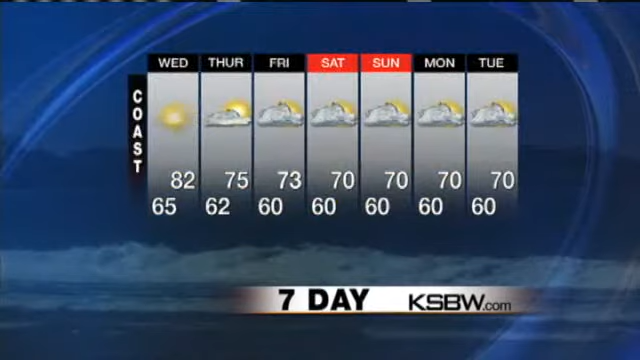 WED THUR FRI SAT SUN MON TUE
COAST
82 75 73 70 70 70 70
65 62 60 60 60 60 60
7 DAY KSBW.com